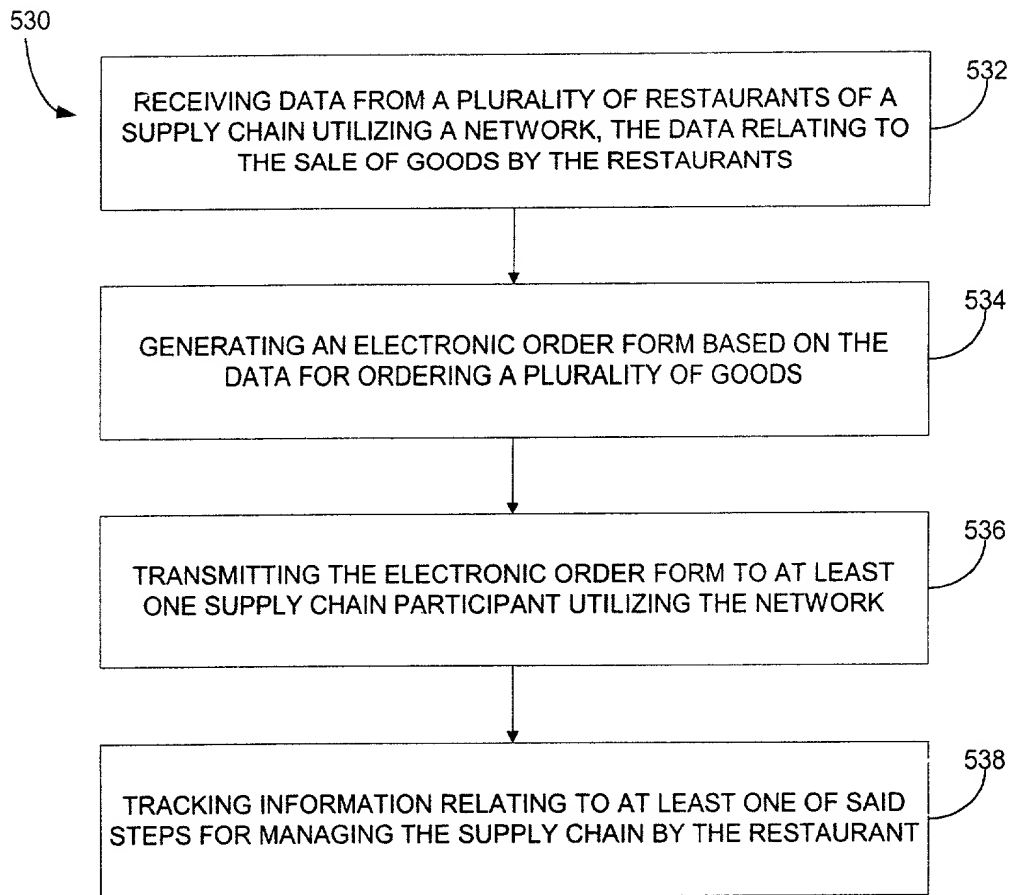 530
532
RECEIVING DATA FROM A PLURALITY OF RESTAURANTS OF A
SUPPLY CHAIN UTILIZING A NETWORK, THE DATA RELATING TO
THE SALE OF GOODS BY THE RESTAURANTS
534
GENERATING AN ELECTRONIC ORDER FORM BASED ON THE
DATA FOR ORDERING A PLURALITY OF GOODS
536
TRANSMITTING THE ELECTRONIC ORDER FORM TO AT LEAST
ONE SUPPLY CHAIN PARTICIPANT UTILIZING THE NETWORK
538
TRACKING INFORMATION RELATING TO AT LEAST ONE OF SAID
STEPS FOR MANAGING THE SUPPLY CHAIN BY THE RESTAURANT